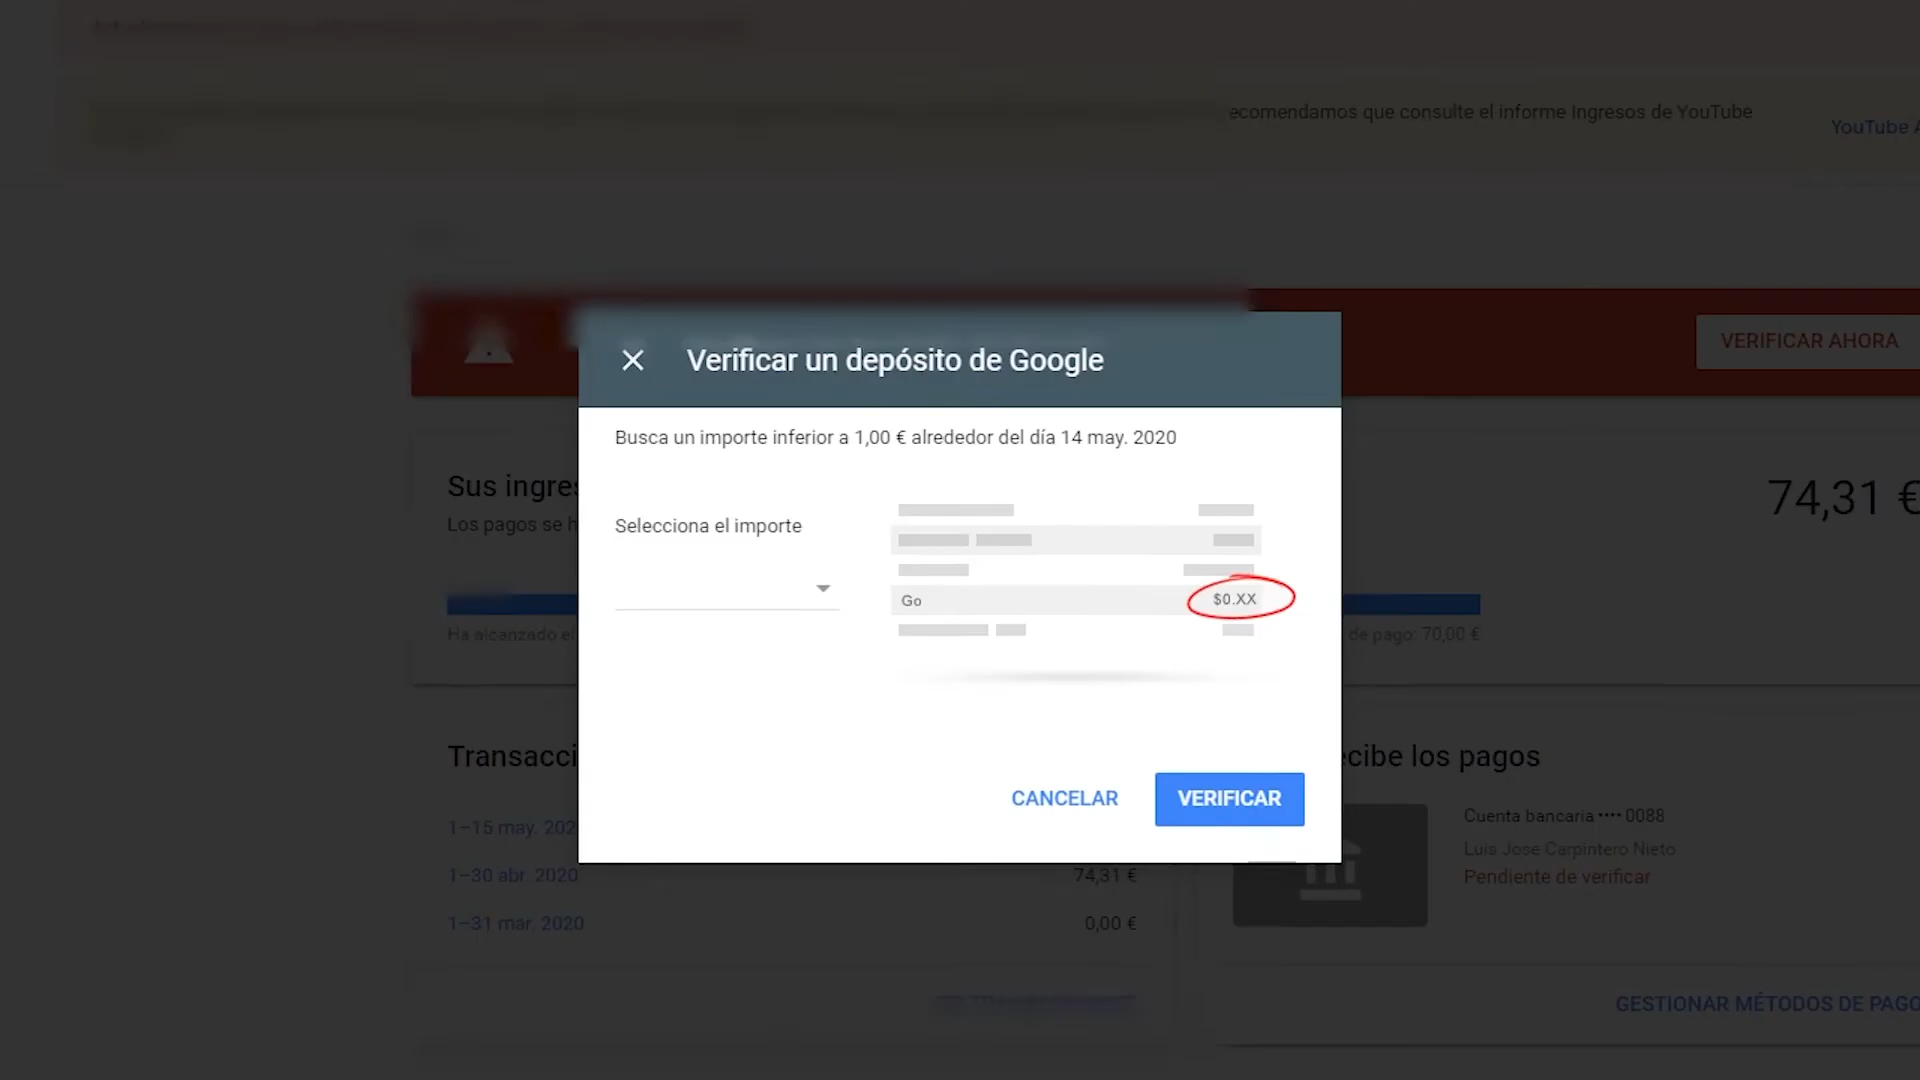 ecomendamos que consulte el informe Ingresos de YouTube
YouTube A
VERIFICAR AHORA
Verificar un depósito de Google
Busca un importe inferior a 1,00 € alrededor del día 14 may. 2020
Sus ingres
74,31 €
Los pagos se h
Selecciona el importe
Go
$0.XX
Ha alcanzado el
de pago: 70,00 €
Transacci
ecibe los pagos
CANCELAR
VERIFICAR
1–15 may. 202
Cuenta bancaria •••• 0088
Luis Jose Carpintero Nieto
1–30 abr. 2020
74,31 €
Pendiente de verificar
1–31 mar. 2020
0,00 €
GESTIONAR MÉTODOS DE PAGO